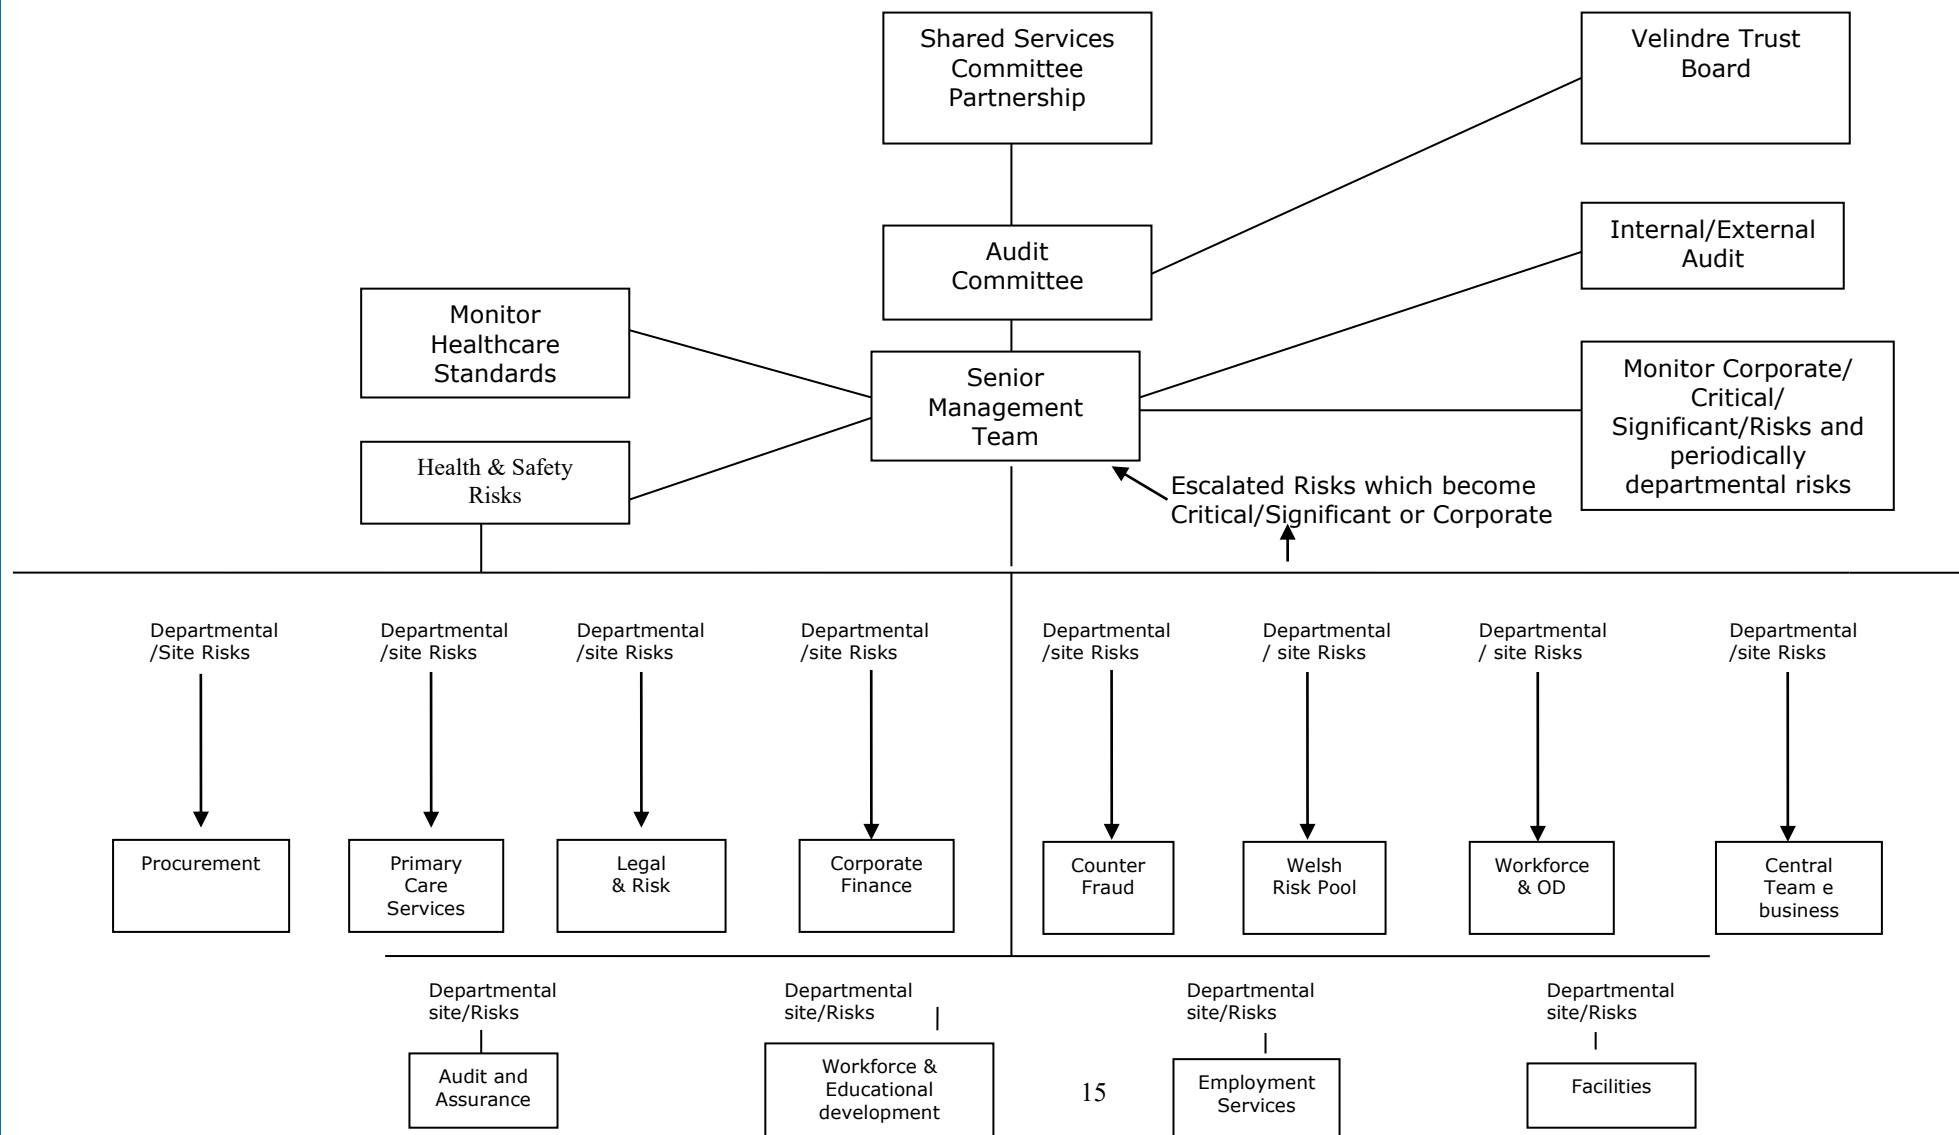 Shared Services
Committee
Partnership
Velindre Trust
Board
Audit
Committee
Internal/External
Audit
Monitor
Healthcare
Standards
Senior
Management
Team
Monitor Corporate/
Critical/
Significant/Risks and
periodically
departmental risks
Health & Safety
Risks
Escalated Risks which become
Critical/Significant or Corporate
Departmental
/Site Risks
Departmental
/site Risks
Departmental
/site Risks
Departmental
/site Risks
Departmental
/site Risks
Departmental
/ site Risks
Departmental
/ site Risks
Departmental
/site Risks
Procurement
Primary
Care
Services
Legal
& Risk
Corporate
Finance
Counter
Fraud
Welsh
Risk Pool
Workforce
& OD
Central
Team e
business
Departmental
site/Risks
Departmental
site/Risks
Departmental
site/Risks
Departmental
site/Risks
Audit and
Assurance
Workforce &
Educational
development
15
Employment
Services
Facilities